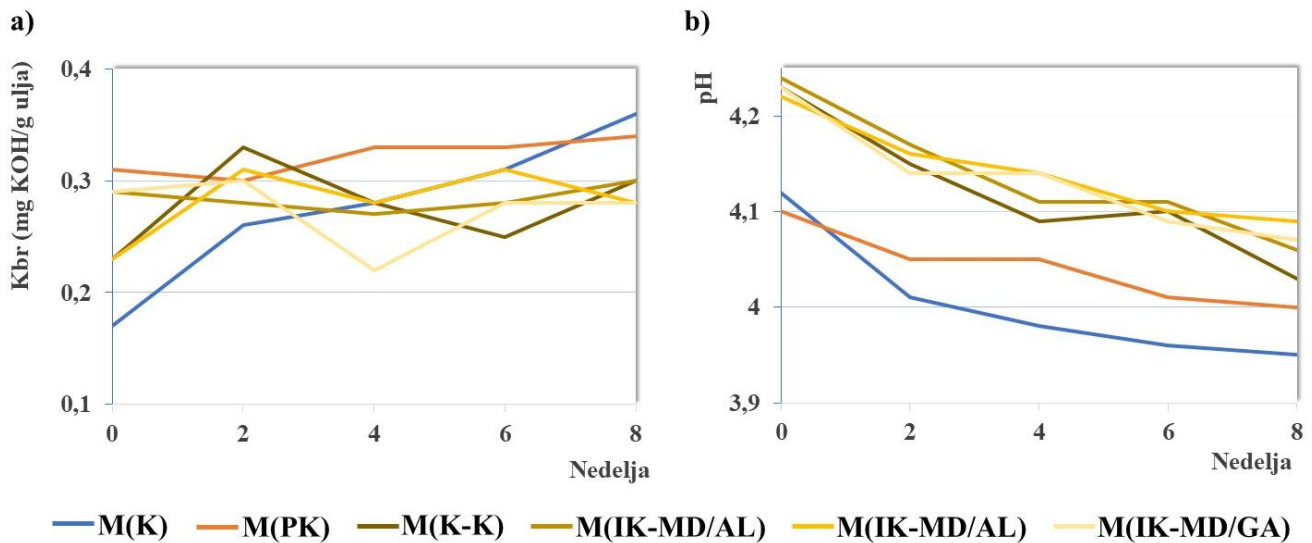 a)
Kbr (mg KOH/g ulja)
0,4
0,3
0,2
0,1
0 2 4 6 8
Nedelja
b)
pH
4,2
4,1
4
3,9
0 2 4 6 8
Nedelja
M(K) M(PK) M(K-K) M(IK-MD/AL) M(IK-MD/AL) M(IK-MD/GA)